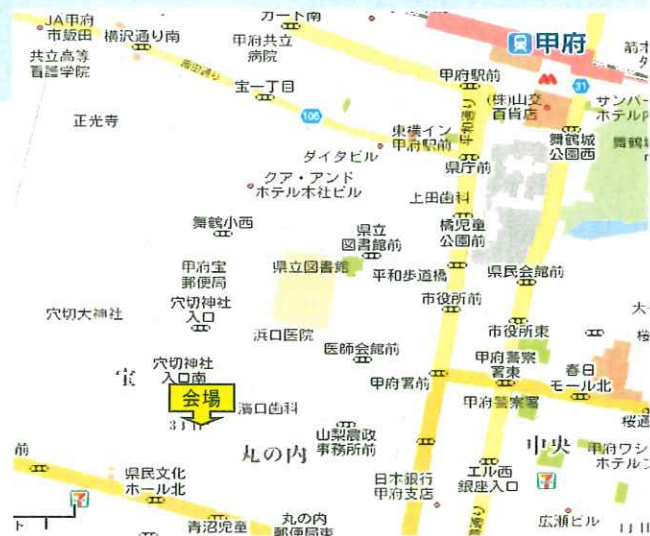 JA甲府
市飯田
横沢通り南
共立高等
看護学院
甲府共立
病院
甲府
甲府駅前
31
宝一丁目
(株)山交
百貨店
サンパー
ホテル
正光寺
106
平和通り
東横イン
甲府駅前
舞鶴城
公園西
舞鶴城
ダイタビル
県庁前
クア・アンド
ホテル本社ビル
上田歯科
舞鶴小西
県立
図書館前
橘児童
公園前
甲府宝
郵便局
県立図書館
平和歩道橋
県民会館前
穴切大神社
穴切神社
入口
市役所前
浜口医院
市役所東
医師会館前
宝
穴切神社
入口南
甲府署前
甲府警察
署東
春日
モール北
会場
濱口歯科
甲府警察署
丸の内
山梨農政
事務所前
中央
甲府ワシ
ホテル
前
県民文化
ホール北
日本銀行
甲府支店
エル西
銀座入口
青沼児童
丸の内
郵便局東
広瀬ビル